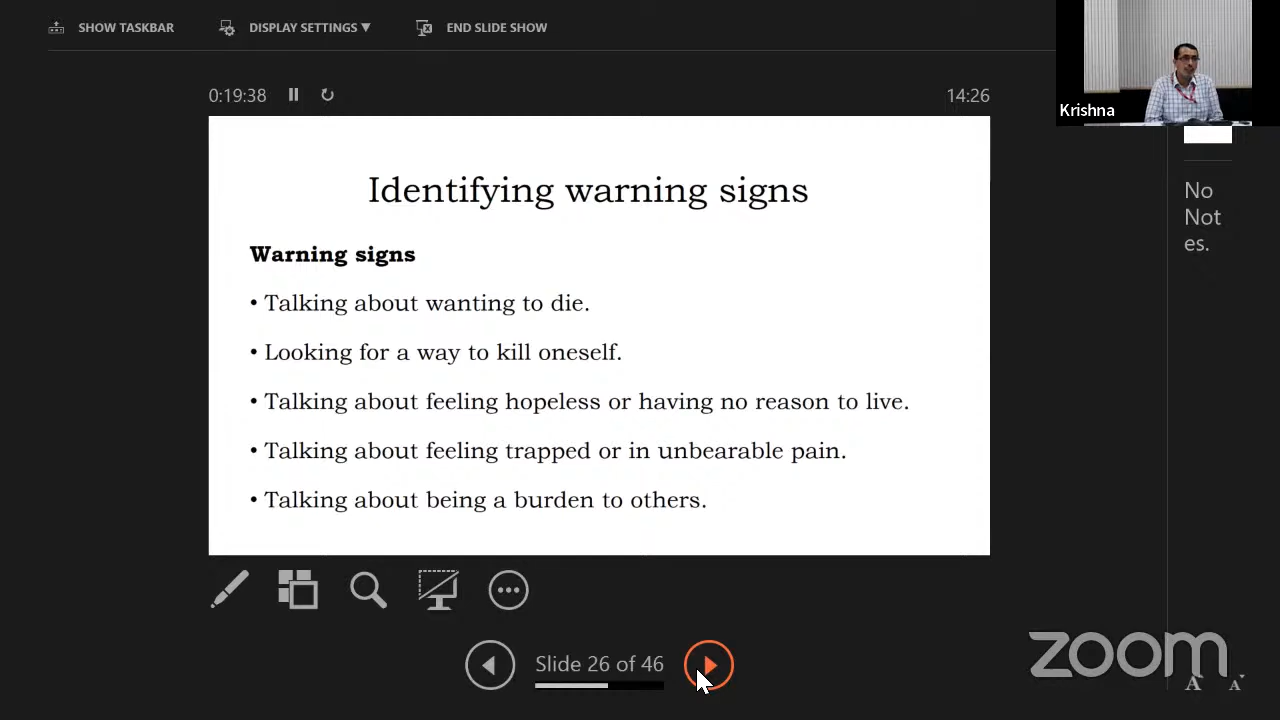 SHOW TASKBAR
DISPLAY SETTINGS ▼
END SLIDE SHOW
Krishna
0:19:38
14:26
Identifying warning signs
Warning signs
• Talking about wanting to die.
• Looking for a way to kill oneself.
• Talking about feeling hopeless or having no reason to live.
• Talking about feeling trapped or in unbearable pain.
• Talking about being a burden to others.
No
Not
es.
Slide 26 of 46
zoom
A A